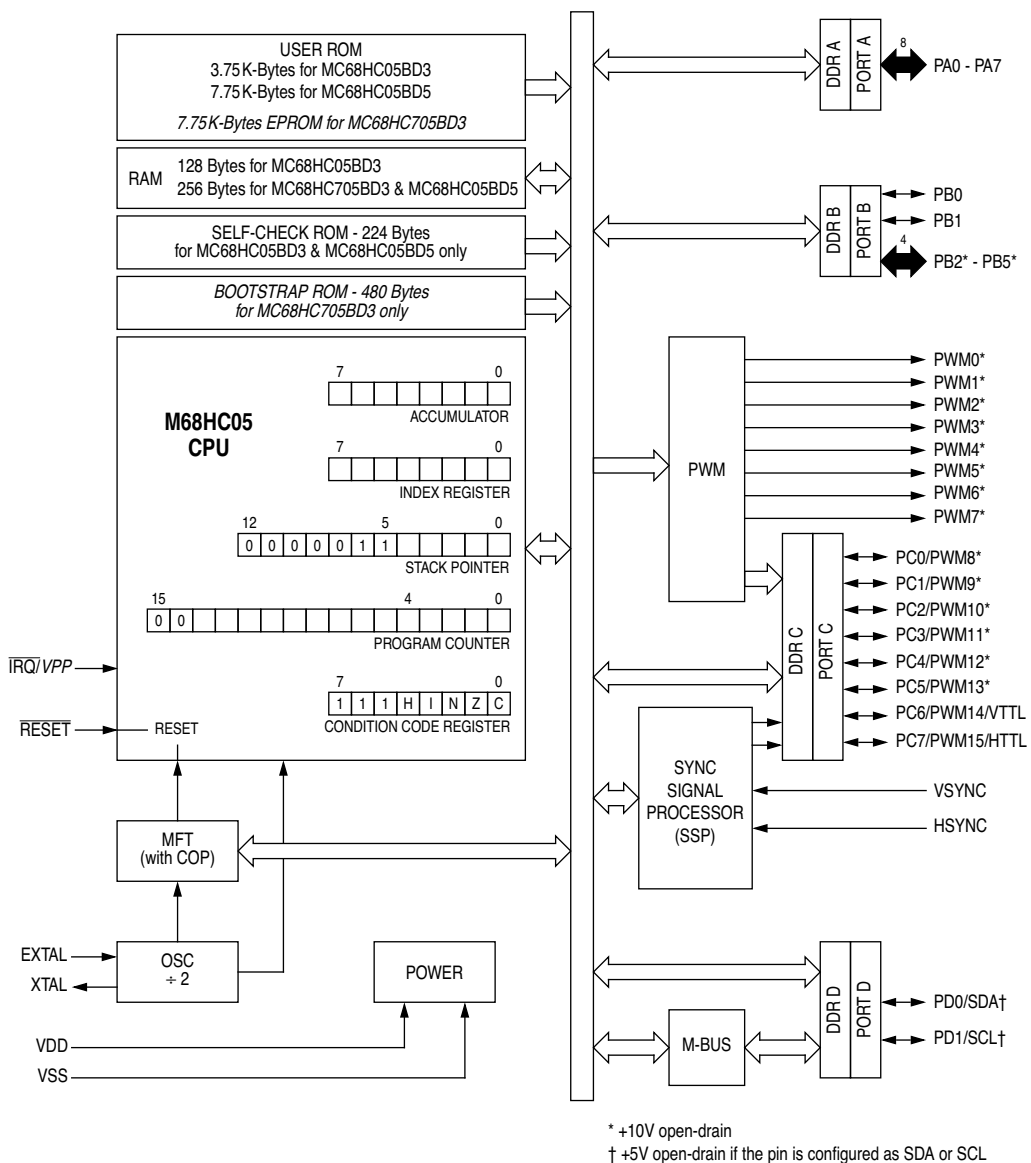 USER ROM
3.75K-Bytes for MC68HC05BD3
7.75K-Bytes for MC68HC05BD5
7.75K-Bytes EPROM for MC68HC705BD3
RAM
128 Bytes for MC68HC05BD3
256 Bytes for MC68HC705BD3 & MC68HC05BD5
SELF-CHECK ROM - 224 Bytes
for MC68HC05BD3 & MC68HC05BD5 only
BOOTSTRAP ROM - 480 Bytes
for MC68HC705BD3 only
M68HC05
CPU
7 0
ACCUMULATOR
7 0
INDEX REGISTER
12 5 0
0 0 0 0 0 1 1
STACK POINTER
15 4 0
0 0
PROGRAM COUNTER
7 0
1 1 1 H I N Z C
CONDITION CODE REGISTER
IRQ/VPP
RESET
RESET
MFT
(with COP)
EXTAL
XTAL
OSC
÷ 2
POWER
VDD
VSS
DDR A
PORT A
8
PA0 - PA7
DDR B
PORT B
PB0
PB1
4
PB2* - PB5*
PWM
PWM0*
PWM1*
PWM2*
PWM3*
PWM4*
PWM5*
PWM6*
PWM7*
DDR C
PORT C
PC0/PWM8*
PC1/PWM9*
PC2/PWM10*
PC3/PWM11*
PC4/PWM12*
PC5/PWM13*
PC6/PWM14/VTTL
PC7/PWM15/HTTL
SYNC
SIGNAL
PROCESSOR
(SSP)
VSYNC
HSYNC
DDR D
PORT D
PD0/SDA†
PD1/SCL†
M-BUS
* +10V open-drain
† +5V open-drain if the pin is configured as SDA or SCL